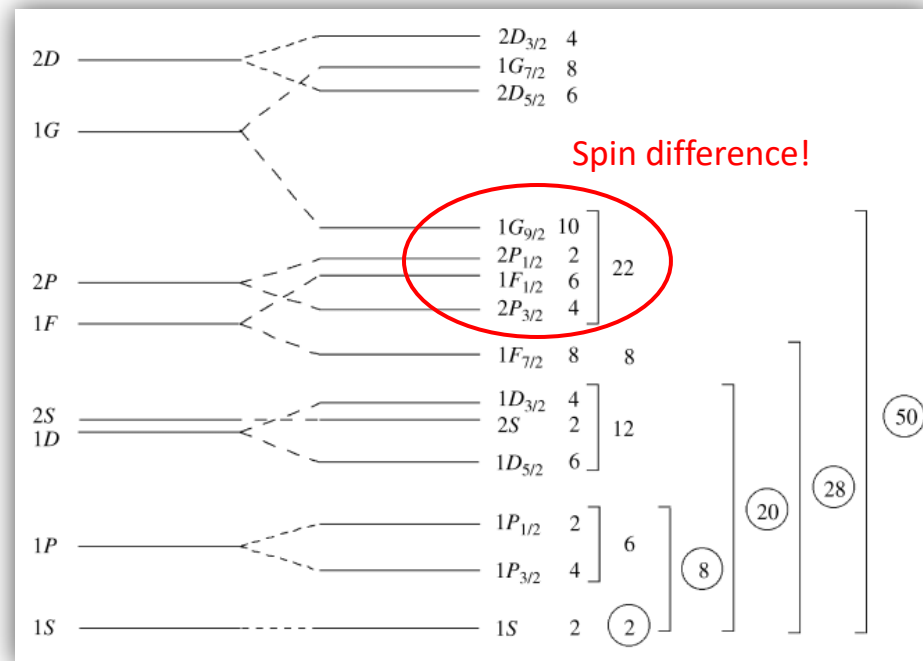 2D
2D3/2 4
1G7/2 8
2D5/2 6
1G
Spin difference!
1G9/2 10
2P1/2 2
22
2P
1F1/2 6
2P3/2 4
1F
1F7/2 8 8
1D3/2 4
2S
2S 2
12
50
1D
1D5/2 6
28
20
1P1/2 2
6
1P
8
1P3/2 4
1S
1S 2 2